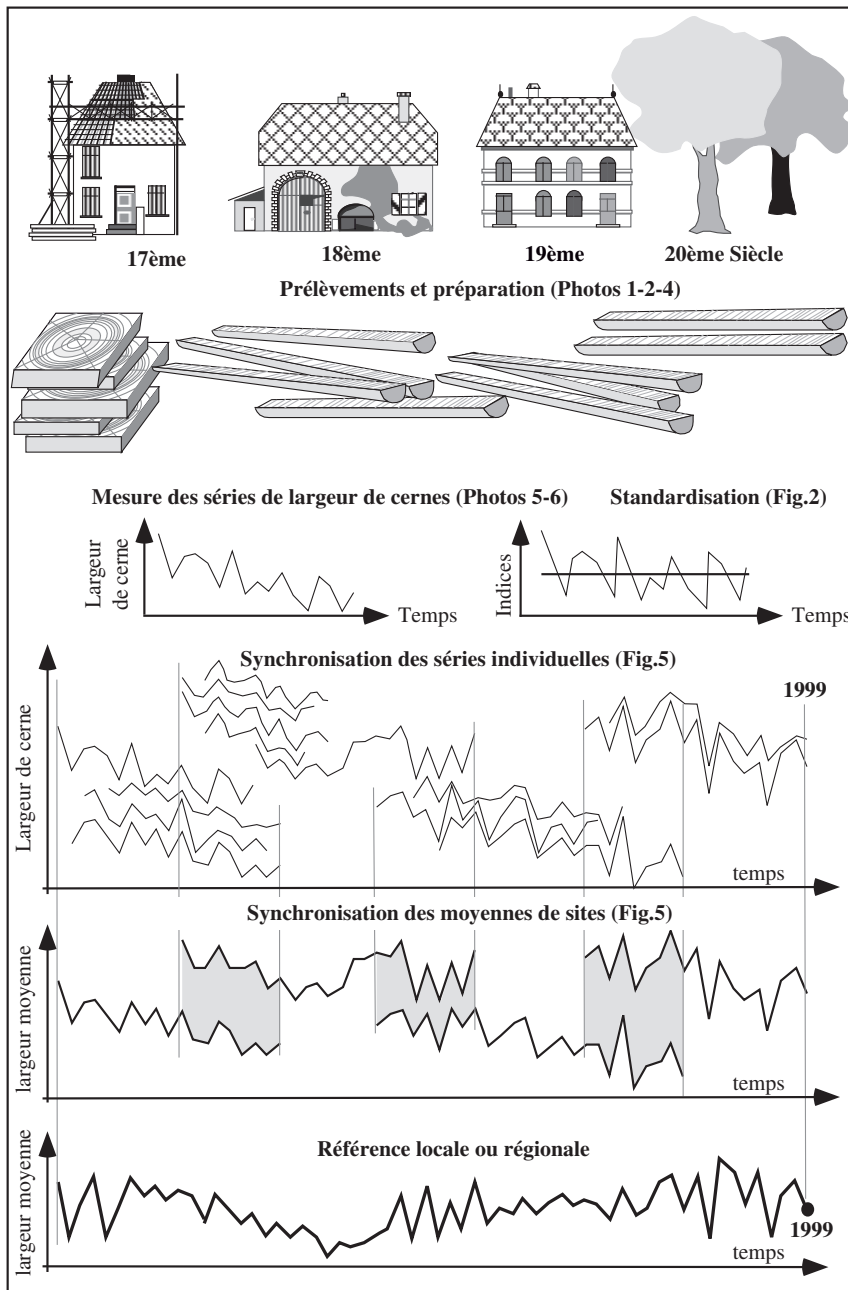 17ème
18ème
19ème
20ème Siècle
Prélèvements et préparation (Photos 1-2-4)
Mesure des séries de largeur de cernes (Photos 5-6)
Standardisation (Fig.2)
Largeur
de cerne
Temps
Indices
Temps
Synchronisation des séries individuelles (Fig.5)
1999
Largeur de cerne
temps
Synchronisation des moyennes de sites (Fig.5)
largeur moyenne
temps
Référence locale ou régionale
largeur moyenne
1999
temps